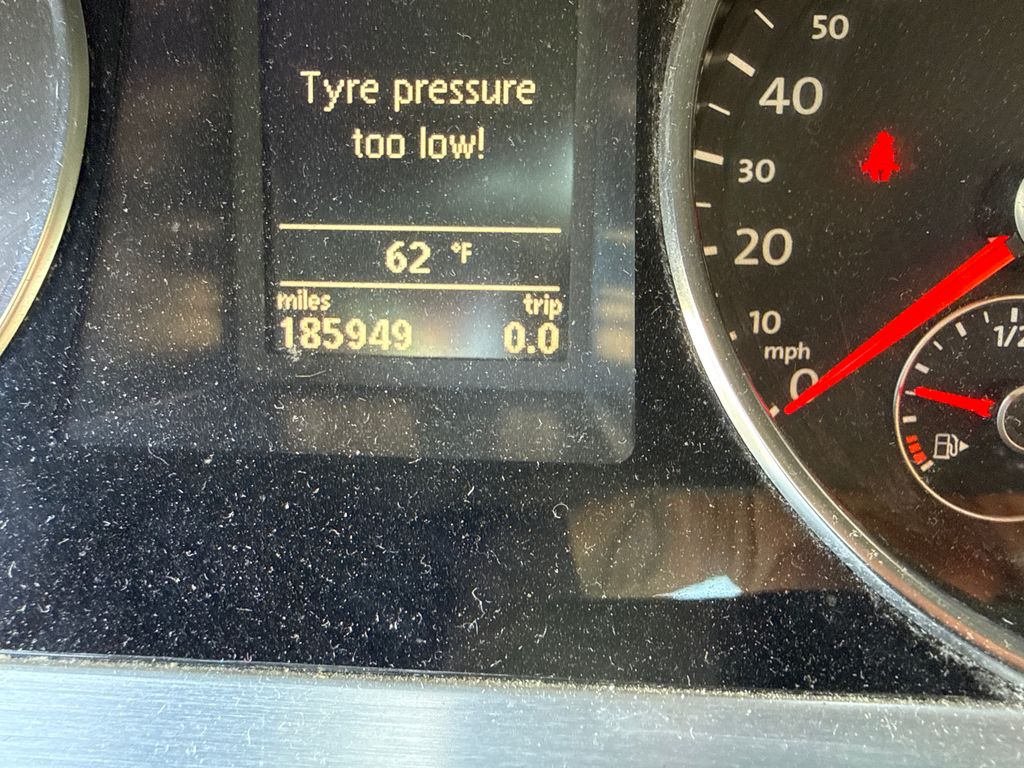 Tyre pressure
too low!
62 °F
miles trip
185949 0.0
50
40
30
20
10
mph
0
1/2